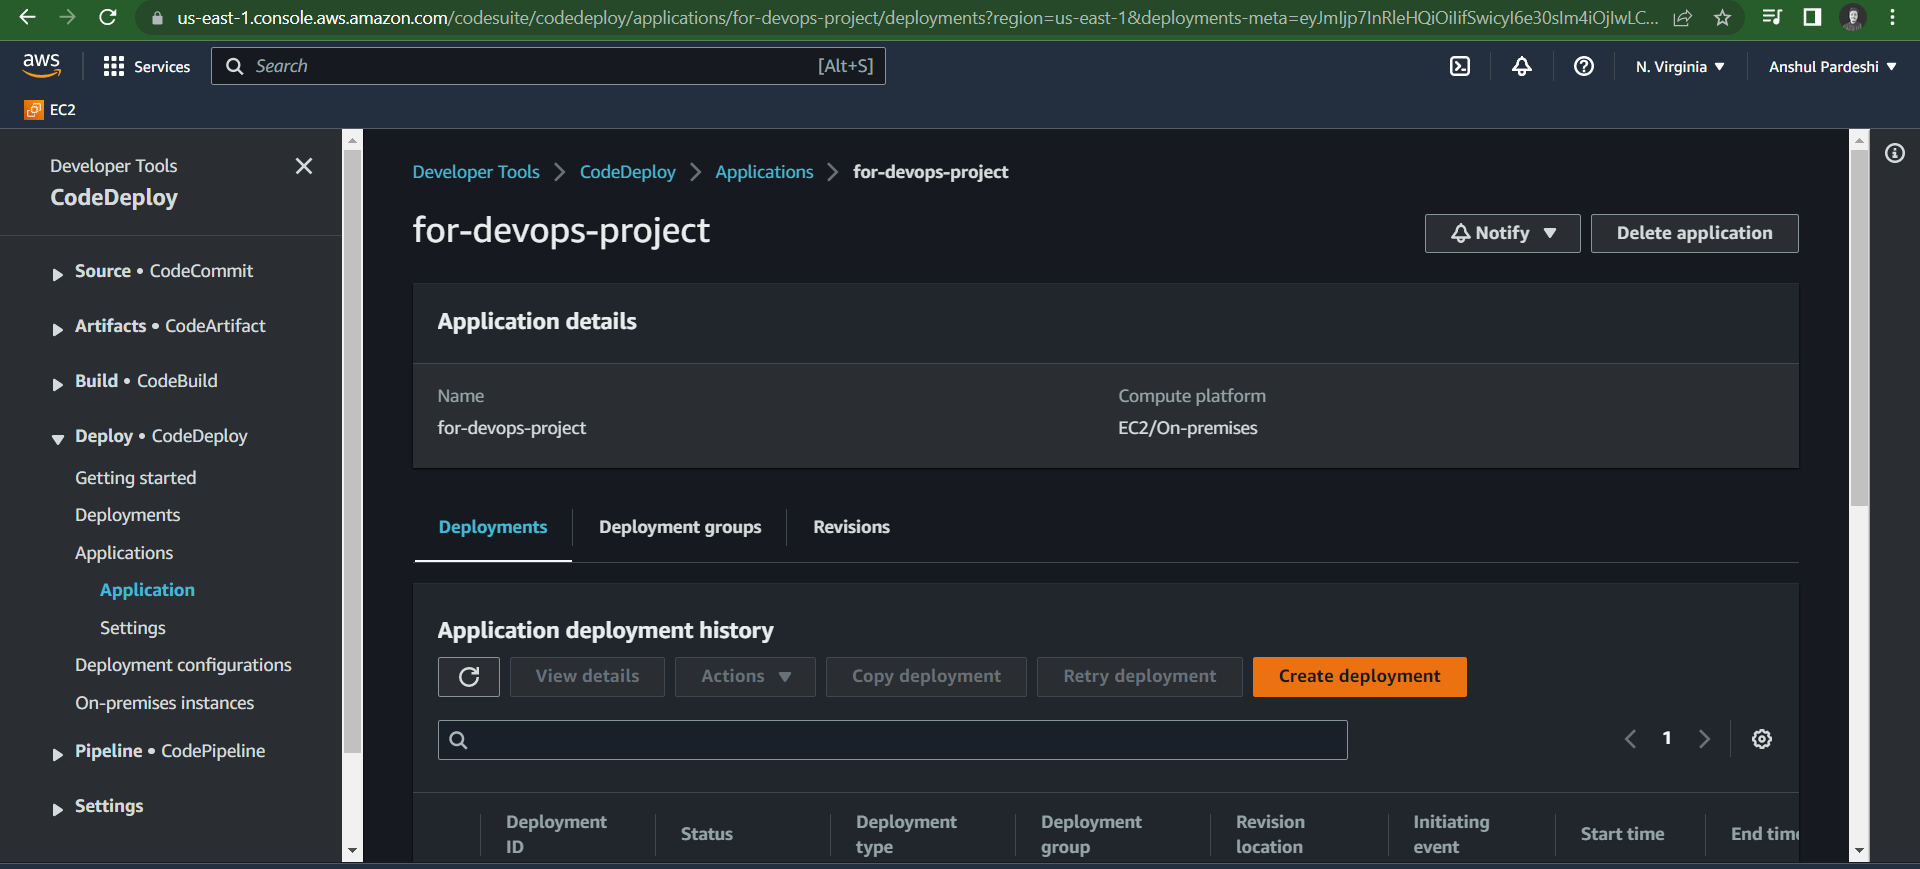 us-east-1.console.aws.amazon.com/codesuite/codedeploy/applications/for-devops-project/deployments?region=us-east-1&deployments-meta=eyJmIjp7InRleHQiOiIifSwicyI6e30sIm4iOjIwLC...
aws
Services
Search
[Alt+S]
N. Virginia
Anshul Pardeshi
EC2
Developer Tools
CodeDeploy
Source • CodeCommit
Artifacts • CodeArtifact
Build • CodeBuild
Deploy • CodeDeploy
Getting started
Deployments
Applications
Application
Settings
Deployment configurations
On-premises instances
Pipeline • CodePipeline
Settings
Developer Tools > CodeDeploy > Applications > for-devops-project
for-devops-project
Notify
Delete application
Application details
Name
for-devops-project
Compute platform
EC2/On-premises
Deployments
Deployment groups
Revisions
Application deployment history
View details
Actions
Copy deployment
Retry deployment
Create deployment
1
Deployment
ID
Status
Deployment
type
Deployment
group
Revision
location
Initiating
event
Start time
End time